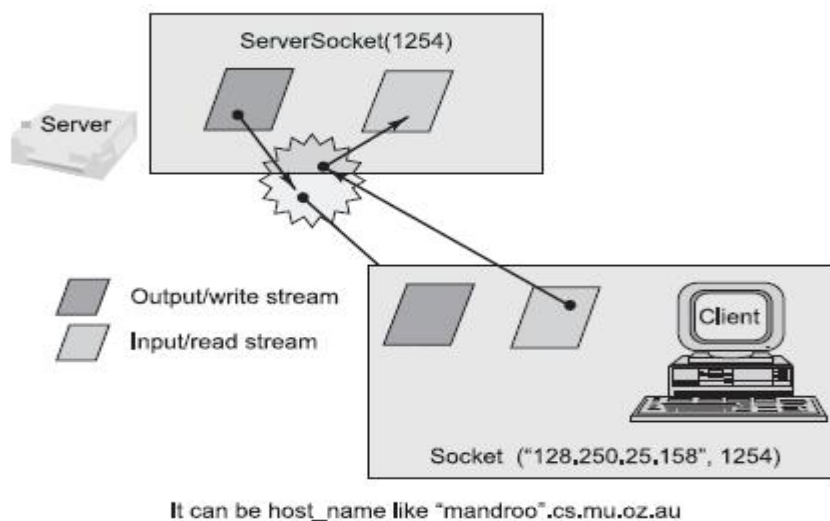 ServerSocket(1254)
Server
Output/write stream
Input/read stream
Client
Socket ("128.250.25.158", 1254)
It can be host_name like "mandroo".cs.mu.oz.au